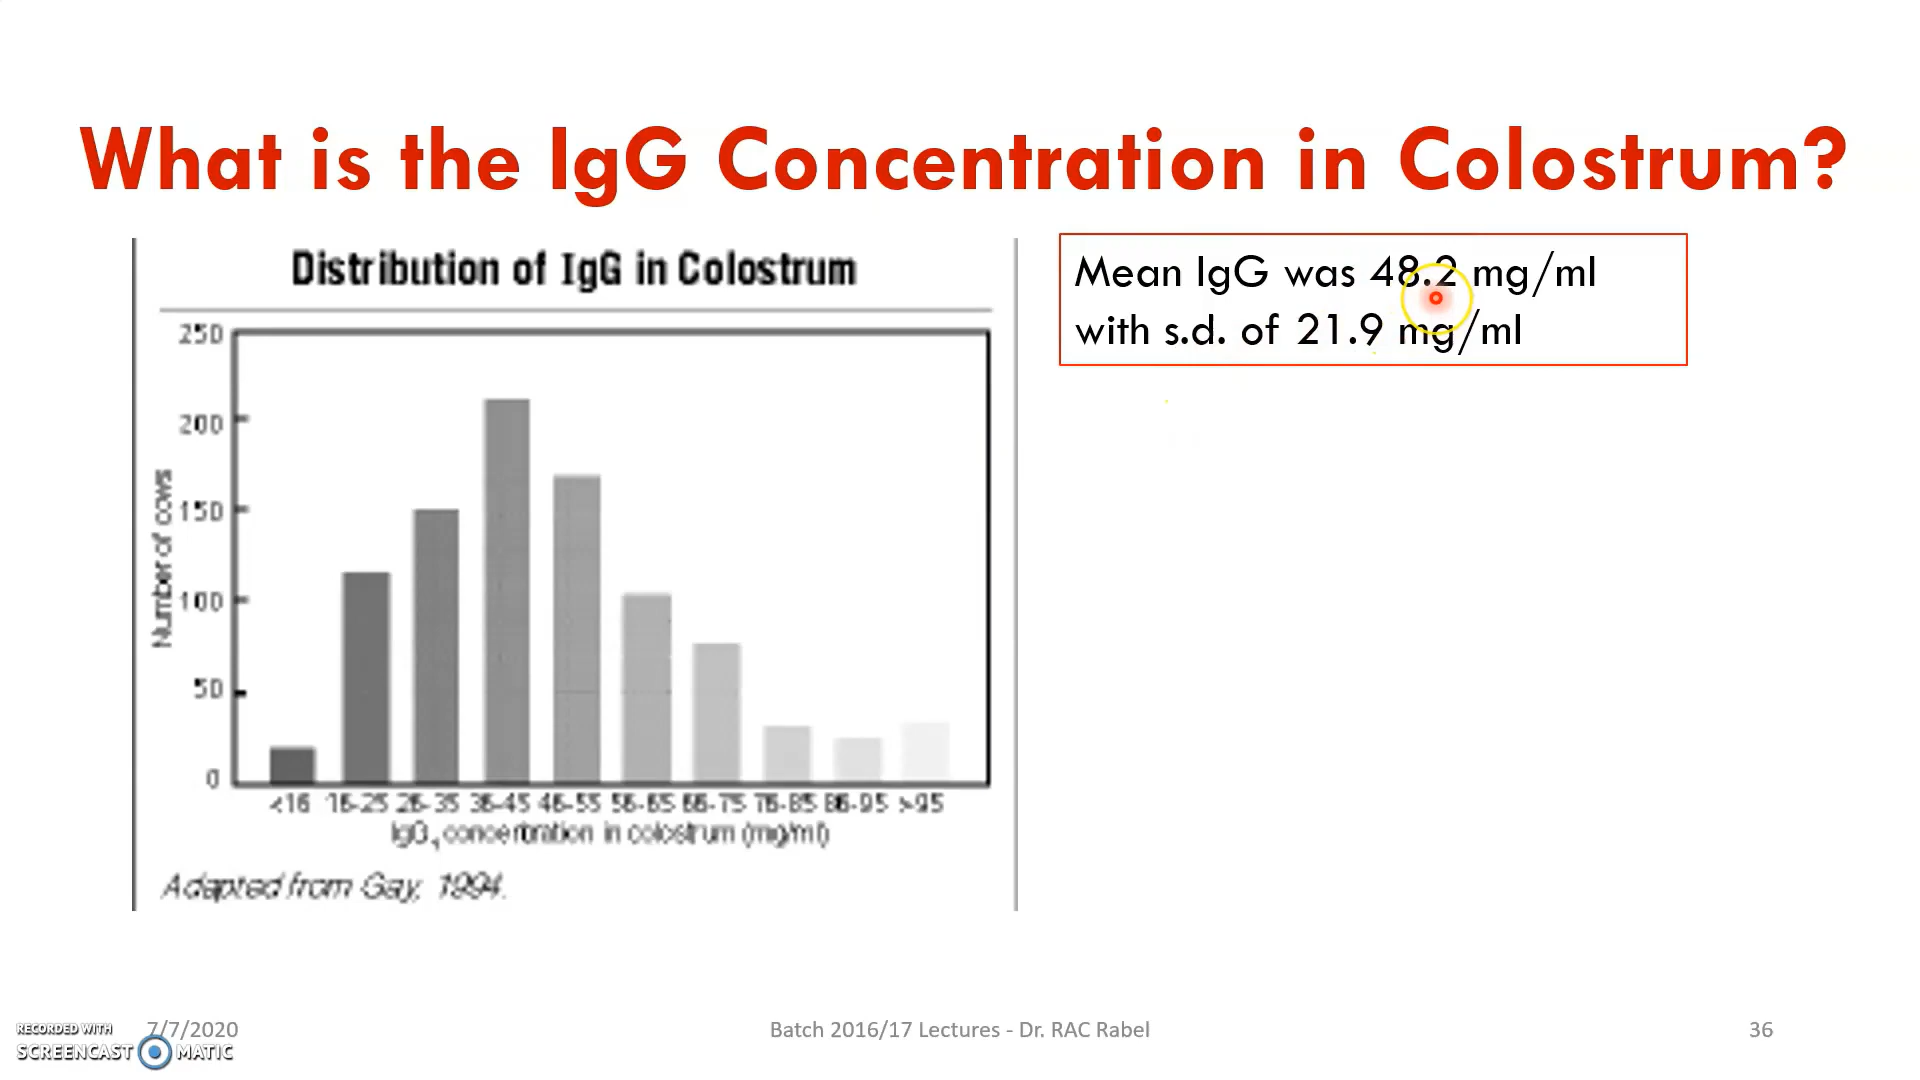 What is the IgG Concentration in Colostrum?
Distribution of IgG in Colostrum
Mean IgG was 48.2 mg/ml
with s.d. of 21.9 mg/ml
250
200
150
100
50
0
Number of cows
<16 16-25 26-35 36-45 46-55 56-65 66-75 76-85 86-95 >95
IgG₁ concentration in colostrum (mg/ml)
Adapted from Gay, 1994.
RECORDED WITH
SCREENCAST MATIC
7/7/2020
Batch 2016/17 Lectures - Dr. RAC Rabel
36